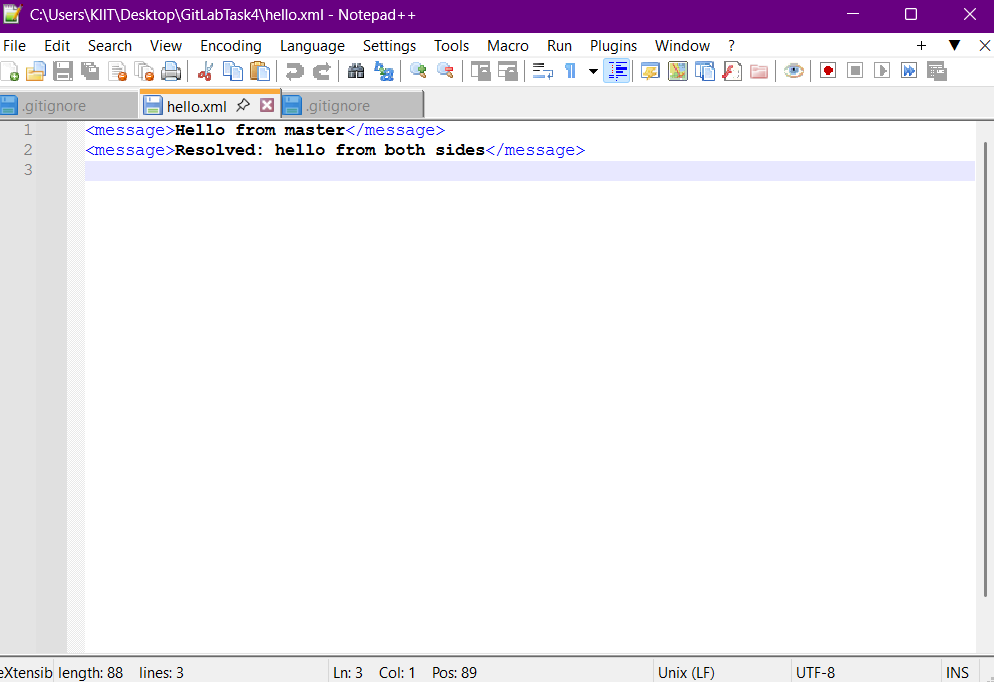 C:\Users\KIIT\Desktop\GitLabTask4\hello.xml - Notepad++
File Edit Search View Encoding Language Settings Tools Macro Run Plugins Window ?
.gitignore hello.xml .gitignore
1 <message>Hello from master</message>
2 <message>Resolved: hello from both sides</message>
3
eXtensib length: 88 lines: 3 Ln: 3 Col: 1 Pos: 89 Unix (LF) UTF-8 INS